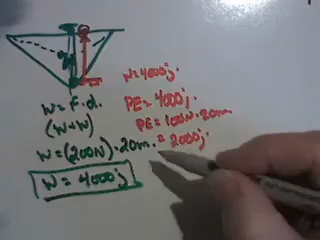 W=4000j.
W=F·d. PE=4000j.
(W+W) PE=100N·20m.
W=(200N)·20m. =2000j.
W=4000j